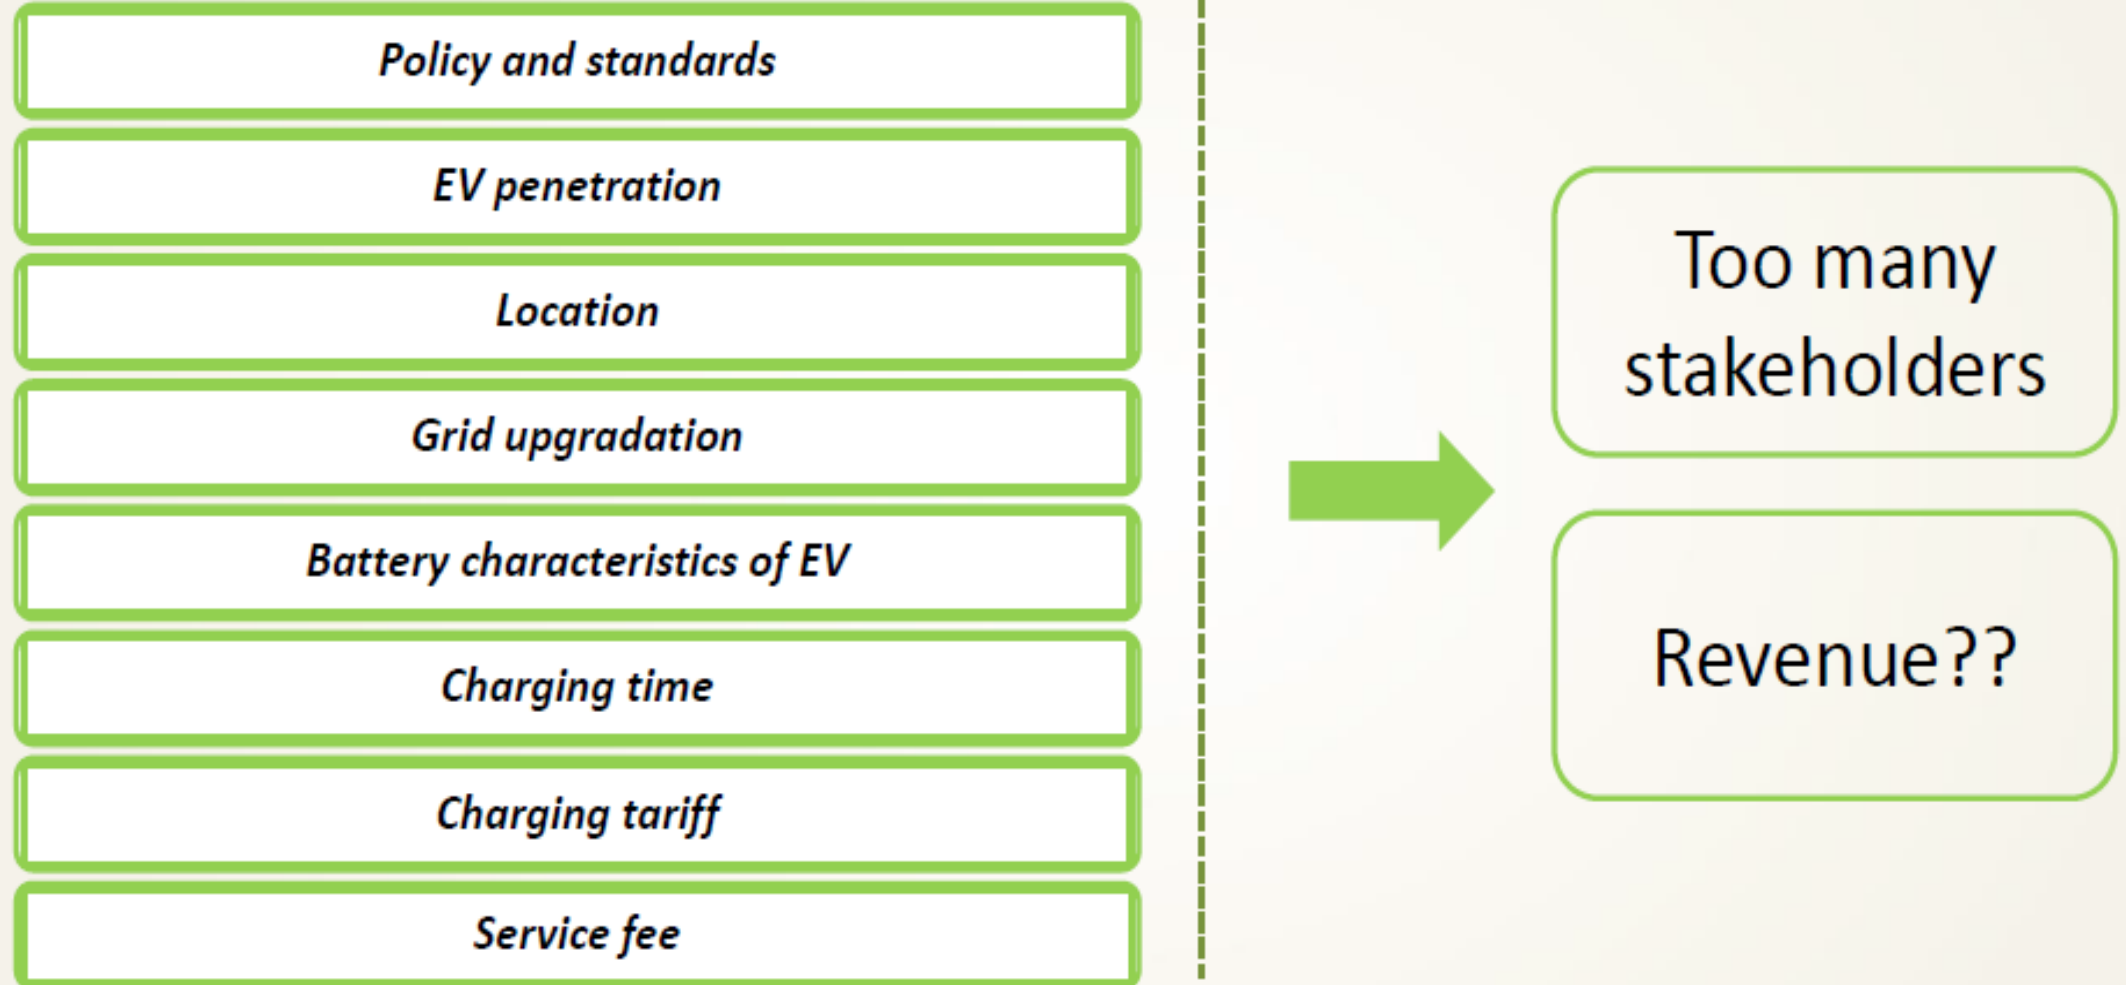 Policy and standards
EV penetration
Location
Grid upgradation
Battery characteristics of EV
Charging time
Charging tariff
Service fee
Too many
stakeholders
Revenue??